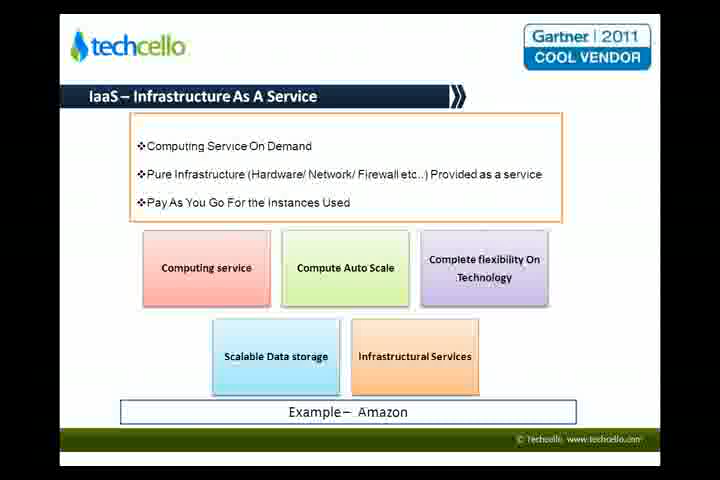 techcello
Gartner | 2011
COOL VENDOR
IaaS – Infrastructure As A Service
❖Computing Service On Demand
❖Pure Infrastructure (Hardware/ Network/ Firewall etc..) Provided as a service
❖Pay As You Go For the Instances Used
Computing service
Compute Auto Scale
Complete flexibility On
Technology
Scalable Data storage
Infrastructural Services
Example – Amazon
© Techcello, www.techcello.com